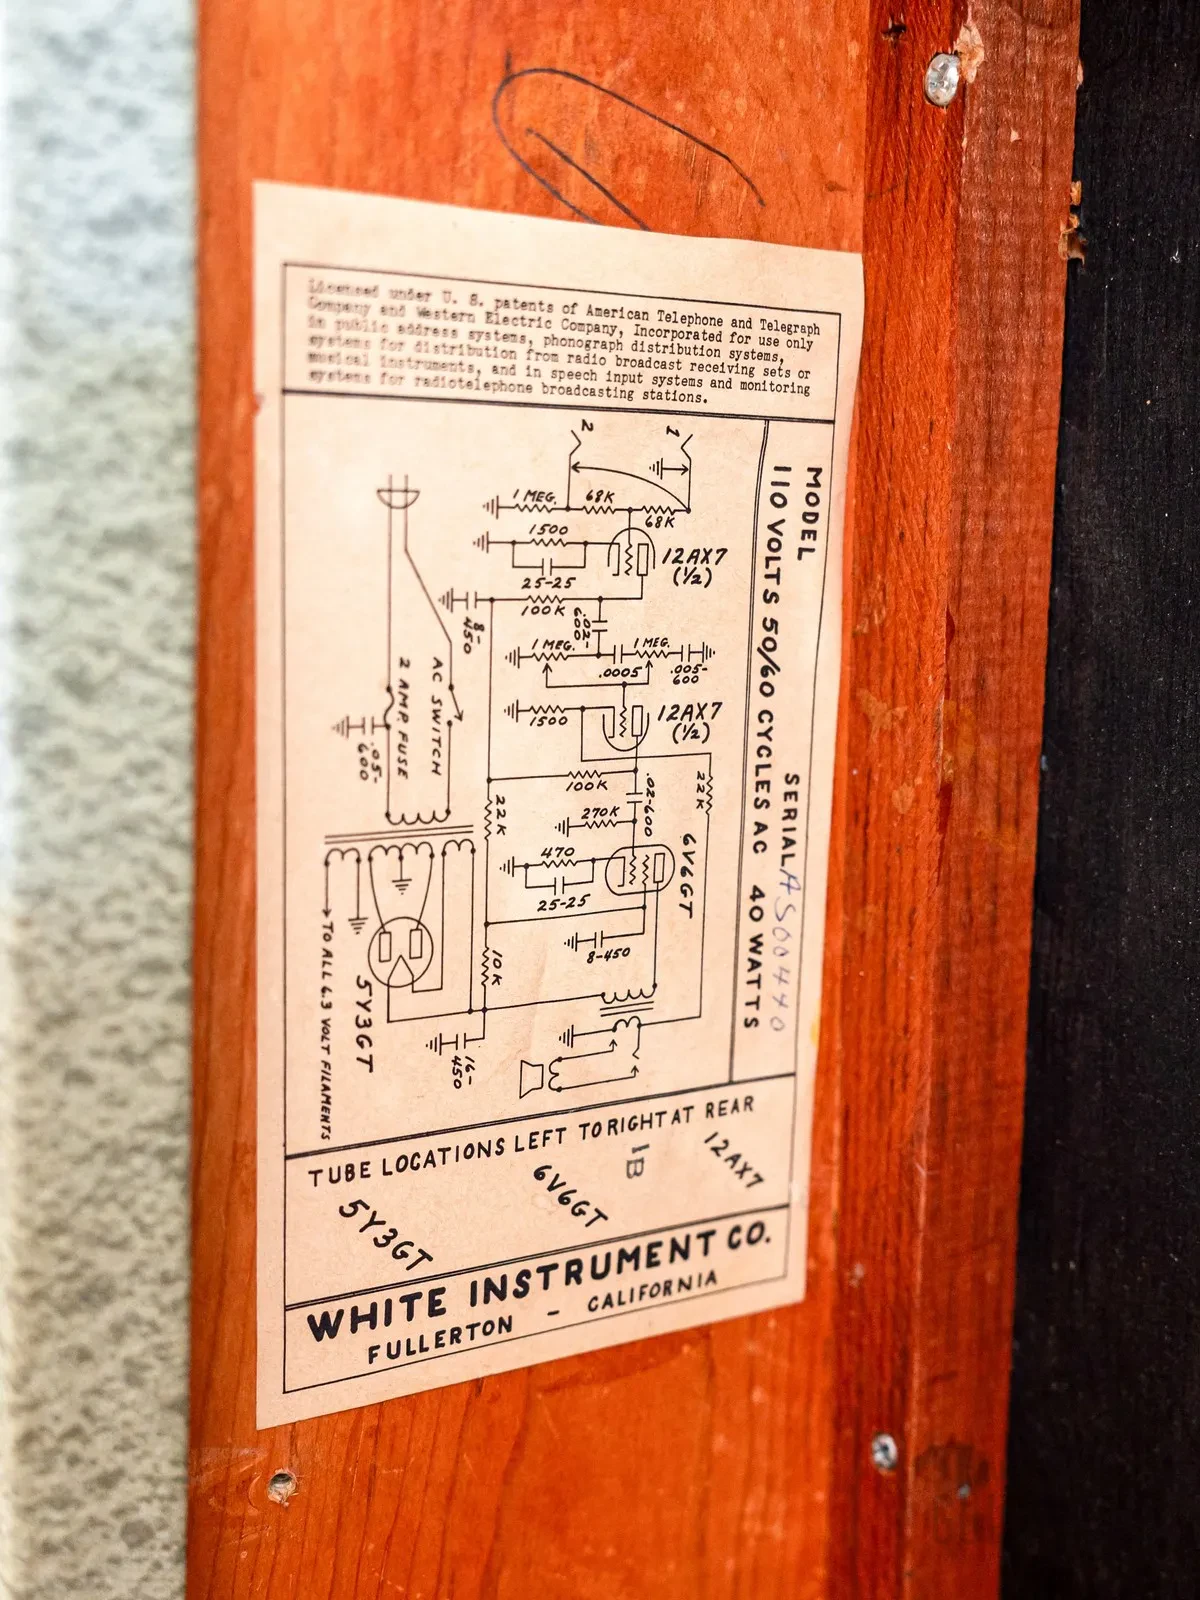 Licensed under U. S. patents of American Telephone and Telegraph
Company and Western Electric Company, Incorporated for use only
in public address systems, phonograph distribution systems,
systems for distribution from radio broadcast receiving sets or
musical instruments, and in speech input systems and monitoring
systems for radiotelephone broadcasting stations.
MODEL
SERIAL AS00440
110 VOLTS 50/60 CYCLES AC 40 WATTS
2
1
1 MEG.
68K
68K
1500
12AX7
(1/2)
25-25
100K
8-
450
.02-
600
1 MEG.
1 MEG.
.0005
.005-
600
1500
12AX7
(1/2)
AC SWITCH
2 AMP. FUSE
.05-
600
100K
.02-600
22K
22K
270K
470
6V6GT
25-25
8-450
10K
5Y3GT
16-
450
TO ALL 6.3 VOLT FILAMENTS
TUBE LOCATIONS LEFT TO RIGHT AT REAR
5Y3GT
6V6GT
1B
12AX7
WHITE INSTRUMENT CO.
FULLERTON - CALIFORNIA